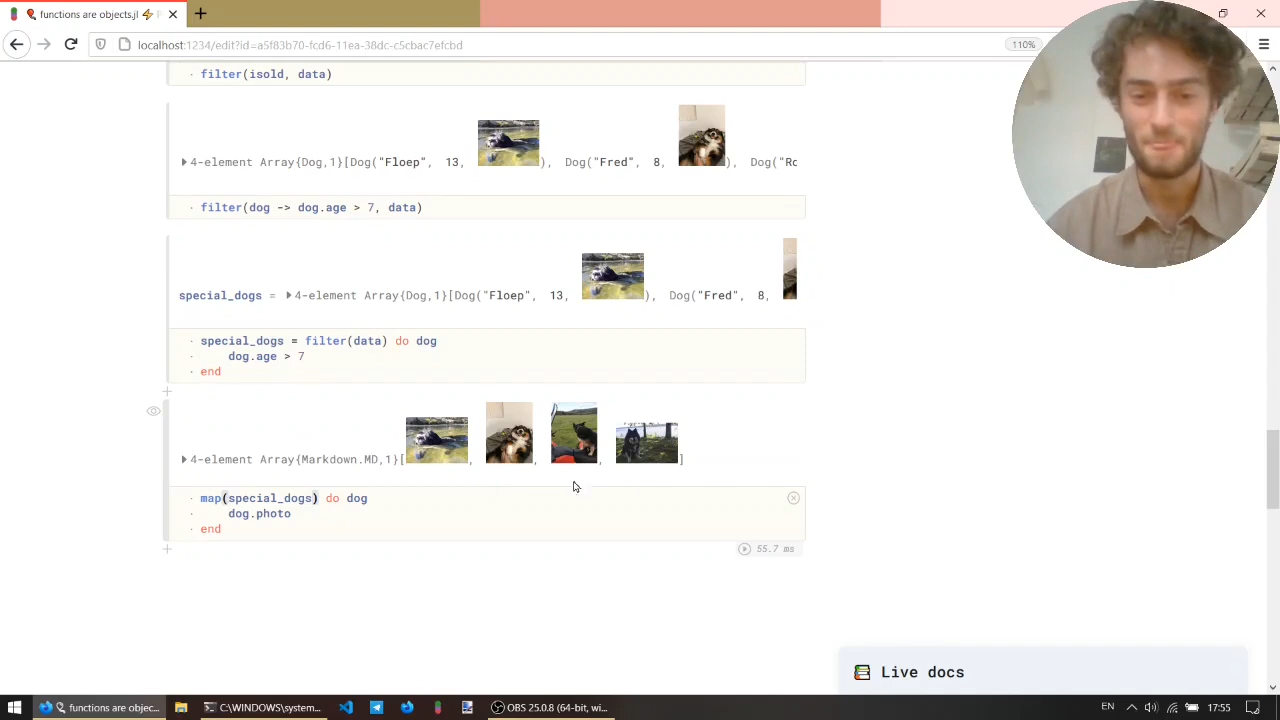 functions are objects.jl
localhost:1234/edit?id=a5f83b70-fcd6-11ea-38dc-c5cbac7efcbd
110%
filter(isold, data)
4-element Array{Dog,1}[Dog("Floep", 13, ), Dog("Fred", 8, ), Dog("Ro
filter(dog -> dog.age > 7, data)
special_dogs = 4-element Array{Dog,1}[Dog("Floep", 13, ), Dog("Fred", 8,
special_dogs = filter(data) do dog
dog.age > 7
end
4-element Array{Markdown.MD,1}[ , , , ]
map(special_dogs) do dog
dog.photo
end
55.7 ms
Live docs
functions are objec...
C:\WINDOWS\system...
OBS 25.0.8 (64-bit, wi...
EN
17:55